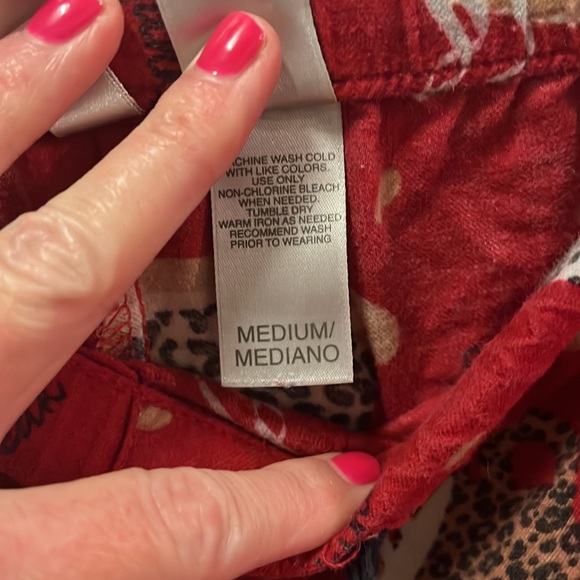 MACHINE WASH COLD
WITH LIKE COLORS.
USE ONLY
NON-CHLORINE BLEACH
WHEN NEEDED.
TUMBLE DRY
WARM IRON AS NEEDED
RECOMMEND WASH
PRIOR TO WEARING
MEDIUM/
MEDIANO